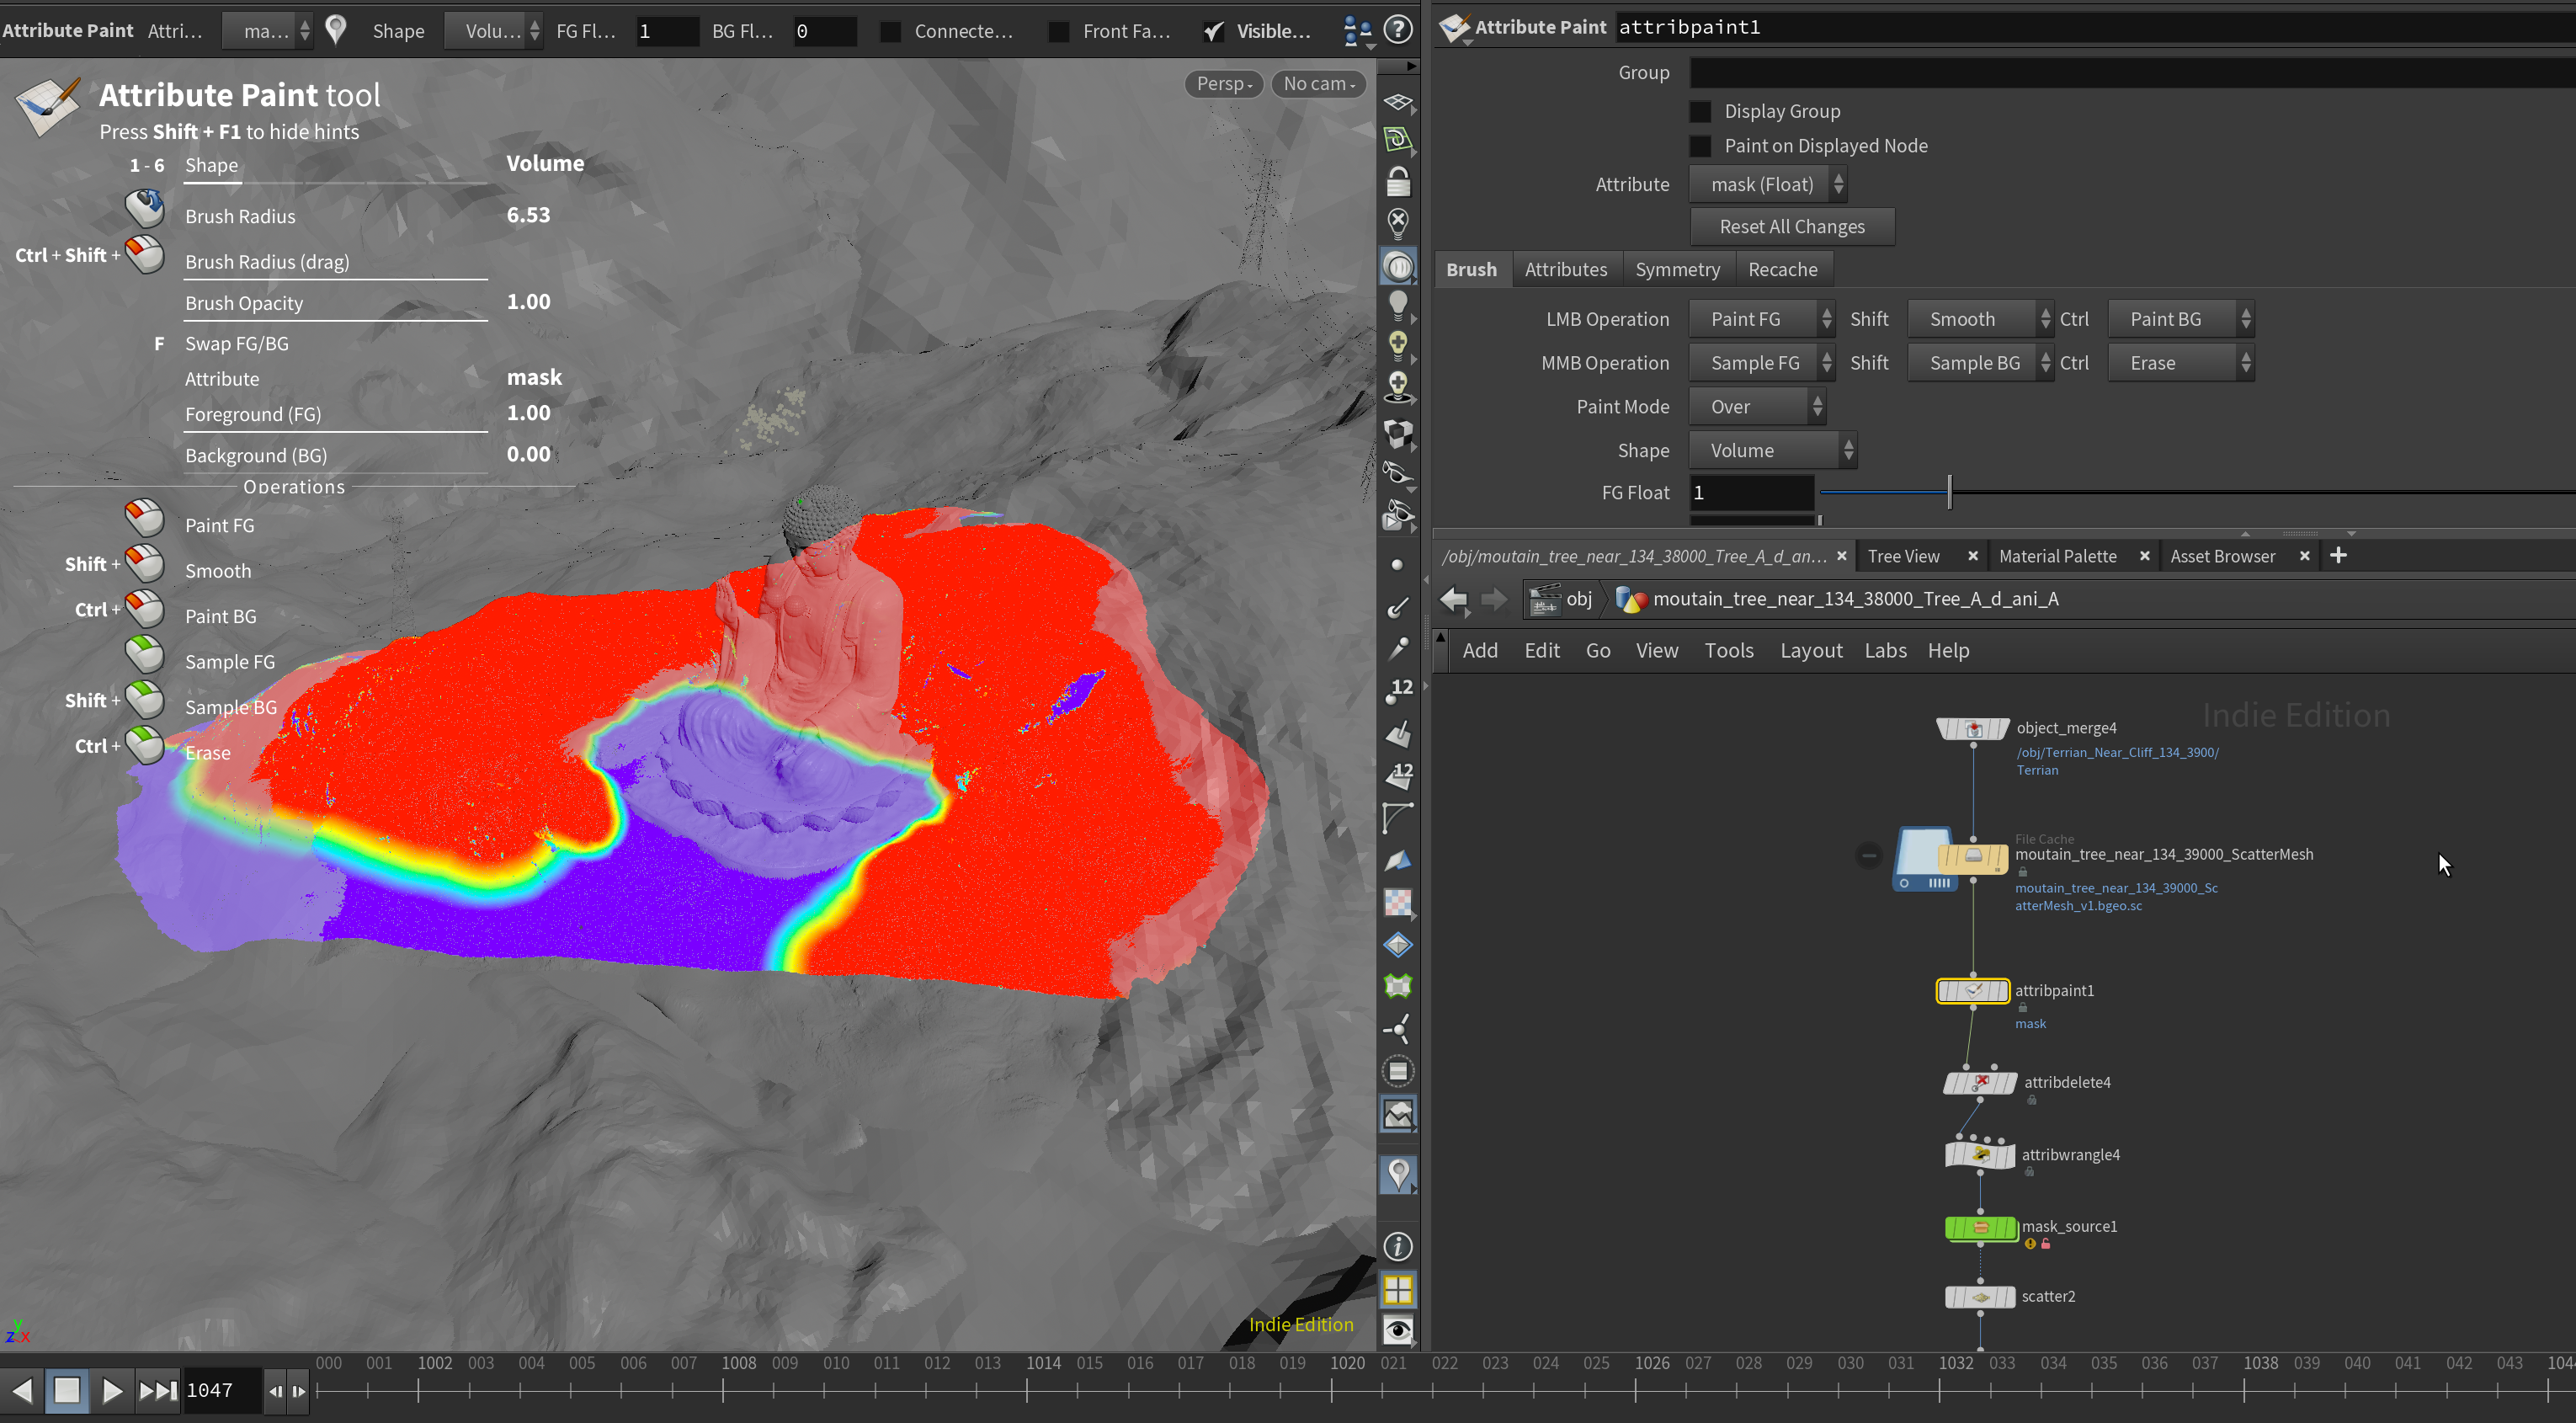 Attribute Paint Attri... ma... Shape Volu... FG Fl... 1 BG Fl... 0 Connecte... Front Fa... Visible...
Attribute Paint tool
Press Shift + F1 to hide hints
Persp No cam
1 - 6 Shape Volume
Brush Radius 6.53
Ctrl + Shift + Brush Radius (drag)
Brush Opacity 1.00
F Swap FG/BG
Attribute mask
Foreground (FG) 1.00
Background (BG) 0.00
Operations
Paint FG
Shift + Smooth
Ctrl + Paint BG
Sample FG
Shift + Sample BG
Ctrl + Erase
12
12
z y x
Indie Edition
Attribute Paint attribpaint1
Group
Display Group
Paint on Displayed Node
Attribute mask (Float)
Reset All Changes
Brush Attributes Symmetry Recache
LMB Operation Paint FG Shift Smooth Ctrl Paint BG
MMB Operation Sample FG Shift Sample BG Ctrl Erase
Paint Mode Over
Shape Volume
FG Float 1
/obj/moutain_tree_near_134_38000_Tree_A_d_an... Tree View Material Palette Asset Browser
obj moutain_tree_near_134_38000_Tree_A_d_ani_A
Add Edit Go View Tools Layout Labs Help
Indie Edition
object_merge4
/obj/Terrian_Near_Cliff_134_3900/
Terrian
File Cache
moutain_tree_near_134_39000_ScatterMesh
moutain_tree_near_134_39000_Sc
atterMesh_v1.bgeo.sc
attribpaint1
mask
attribdelete4
attribwrangle4
mask_source1
scatter2
000 001 1002 003 004 005 006 007 1008 009 010 011 012 013 1014 015 016 017 018 019 1020 021 022 023 024 025 1026 027 028 029 030 031 1032 033 034 035 036 037 1038 039 040 041 042 043 104
1047